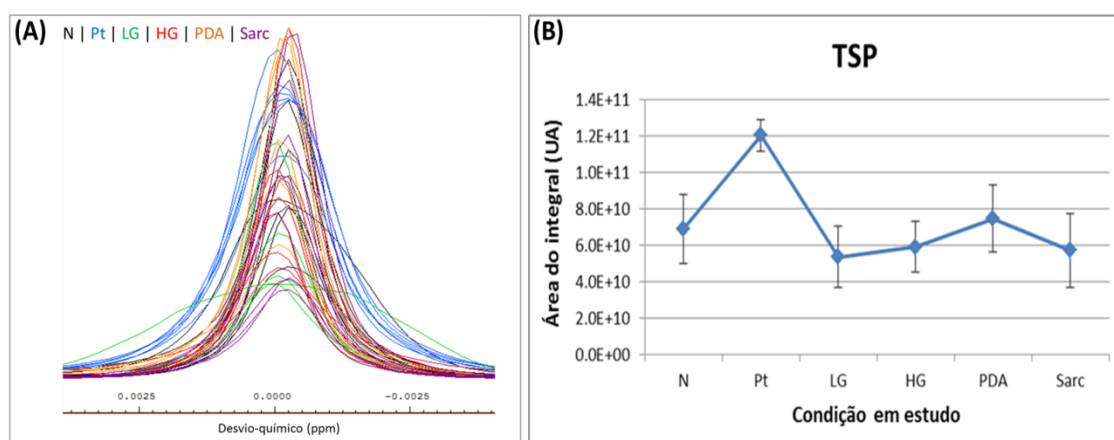 (A) N | Pt | LG | HG | PDA | Sarc
0.0025 0.0000 -0.0025
Desvio-químico (ppm)
(B)
TSP
Área do integral (UA)
1.4E+11
1.2E+11
1.0E+11
8.0E+10
6.0E+10
4.0E+10
2.0E+10
0.0E+00
N Pt LG HG PDA Sarc
Condição em estudo